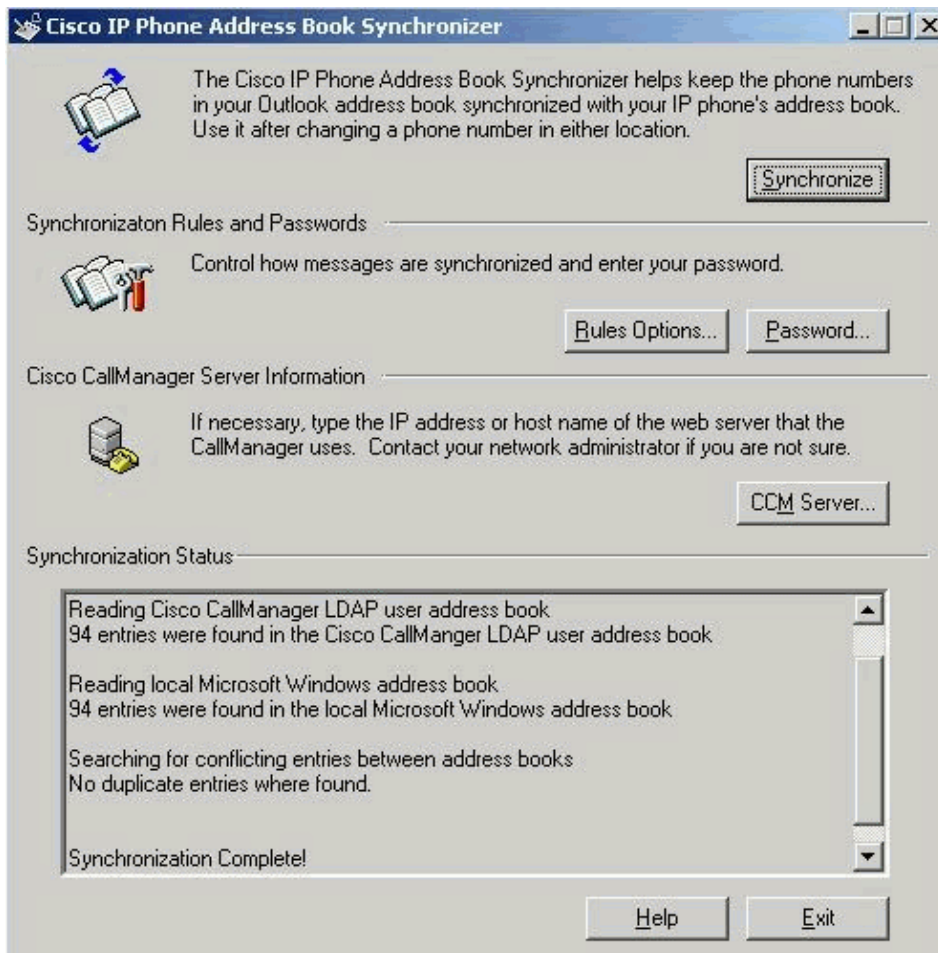 Cisco IP Phone Address Book Synchronizer
The Cisco IP Phone Address Book Synchronizer helps keep the phone numbers
in your Outlook address book synchronized with your IP phone's address book.
Use it after changing a phone number in either location.
Synchronize
Synchronizaton Rules and Passwords
Control how messages are synchronized and enter your password.
Rules Options...
Password...
Cisco CallManager Server Information
If necessary, type the IP address or host name of the web server that the
CallManager uses.  Contact your network administrator if you are not sure.
CCM Server...
Synchronization Status
Reading Cisco CallManager LDAP user address book
94 entries were found in the Cisco CallManger LDAP user address book
Reading local Microsoft Windows address book
94 entries were found in the local Microsoft Windows address book
Searching for conflicting entries between address books
No duplicate entries where found.
Synchronization Complete!
Help
Exit